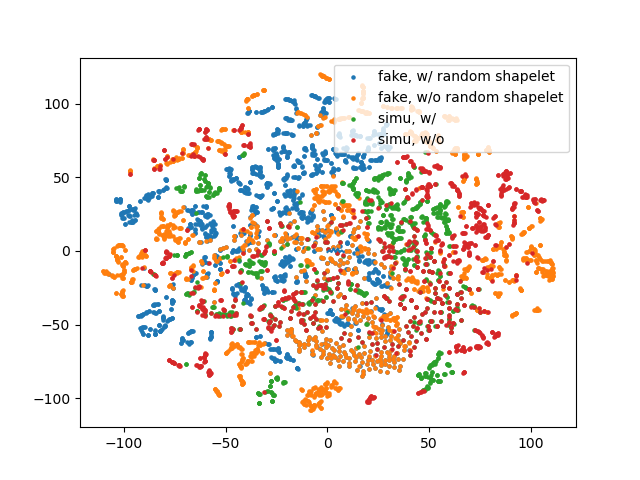 fake, w/ random shapelet
fake, w/o random shapelet
simu, w/
simu, w/o
100
50
0
−50
−100
−100
−50
0
50
100